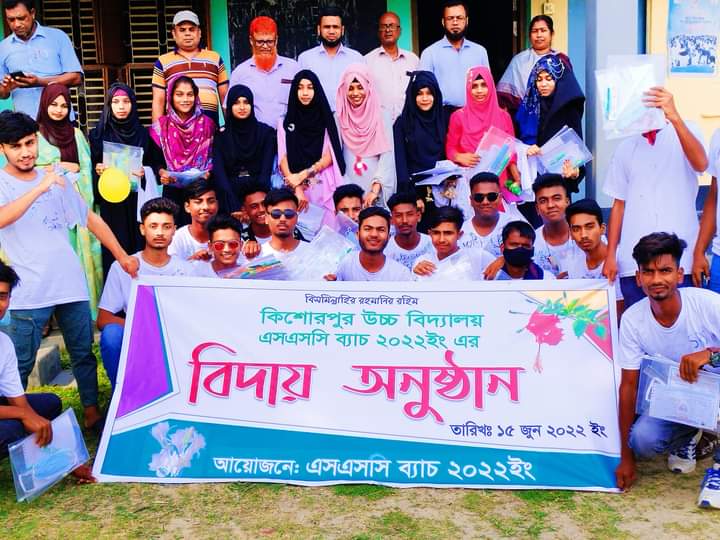 বিসমিল্লাহির রহমানির রহিম
কিশোরপুর উচ্চ বিদ্যালয়
এসএসসি ব্যাচ ২০২২ইং এর
বিদায় অনুষ্ঠান
তারিখঃ ১৫ জুন ২০২২ ইং
আয়োজনে: এসএসসি ব্যাচ ২০২২ইং